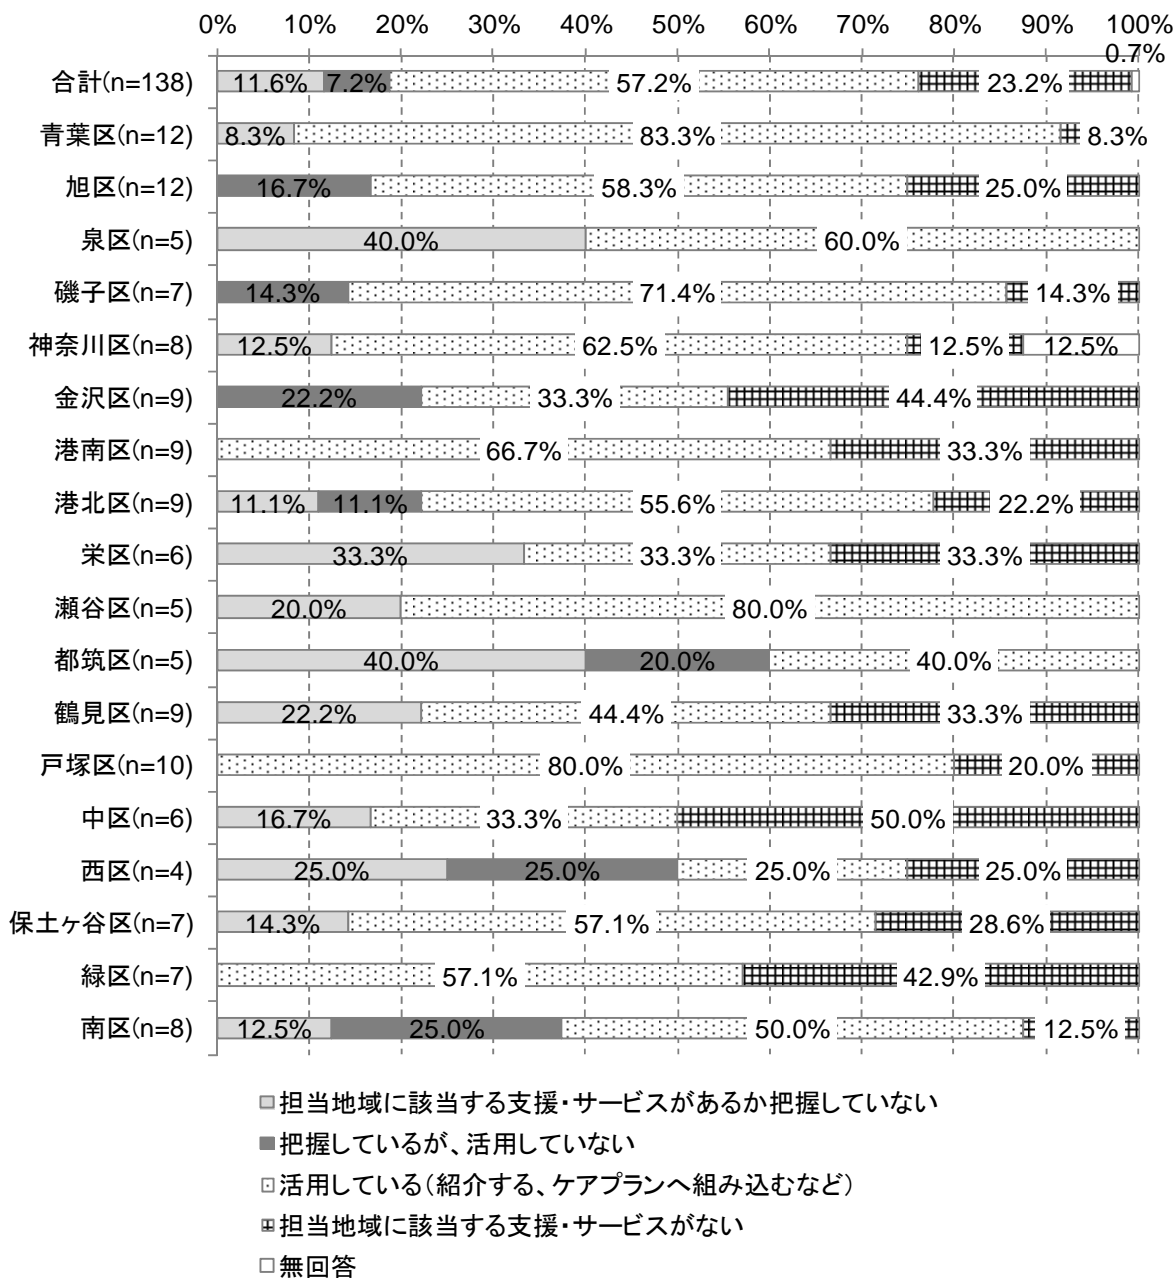 0% 10% 20% 30% 40% 50% 60% 70% 80% 90% 100%
0.7%
合計(n=138) 11.6% 7.2% 57.2% 23.2%
青葉区(n=12) 8.3% 83.3% 8.3%
旭区(n=12) 16.7% 58.3% 25.0%
泉区(n=5) 40.0% 60.0%
磯子区(n=7) 14.3% 71.4% 14.3%
神奈川区(n=8) 12.5% 62.5% 12.5% 12.5%
金沢区(n=9) 22.2% 33.3% 44.4%
港南区(n=9) 66.7% 33.3%
港北区(n=9) 11.1% 11.1% 55.6% 22.2%
栄区(n=6) 33.3% 33.3% 33.3%
瀬谷区(n=5) 20.0% 80.0%
都筑区(n=5) 40.0% 20.0% 40.0%
鶴見区(n=9) 22.2% 44.4% 33.3%
戸塚区(n=10) 80.0% 20.0%
中区(n=6) 16.7% 33.3% 50.0%
西区(n=4) 25.0% 25.0% 25.0% 25.0%
保土ヶ谷区(n=7) 14.3% 57.1% 28.6%
緑区(n=7) 57.1% 42.9%
南区(n=8) 12.5% 25.0% 50.0% 12.5%
担当地域に該当する支援・サービスがあるか把握していない
把握しているが、活用していない
活用している(紹介する、ケアプランへ組み込むなど)
担当地域に該当する支援・サービスがない
無回答